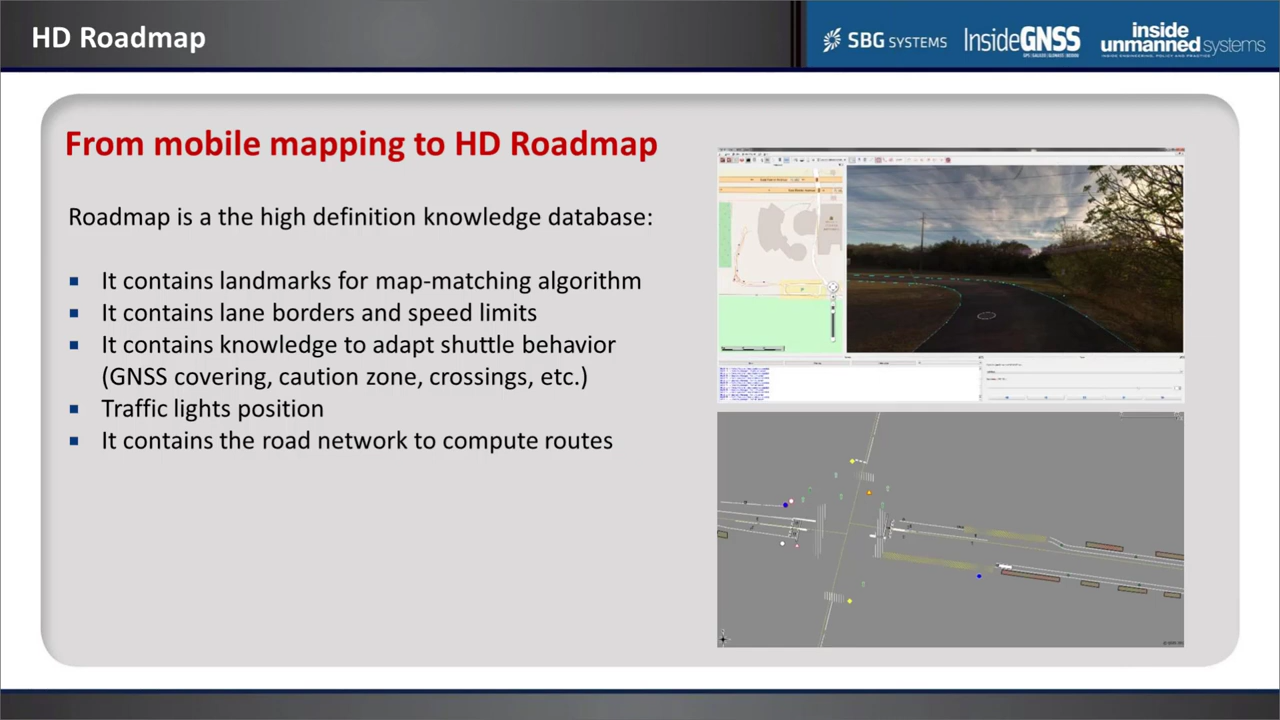 HD Roadmap
SBG SYSTEMS
InsideGNSS
inside
unmanned systems
From mobile mapping to HD Roadmap
Roadmap is a the high definition knowledge database:
It contains landmarks for map-matching algorithm
It contains lane borders and speed limits
It contains knowledge to adapt shuttle behavior
(GNSS covering, caution zone, crossings, etc.)
Traffic lights position
It contains the road network to compute routes